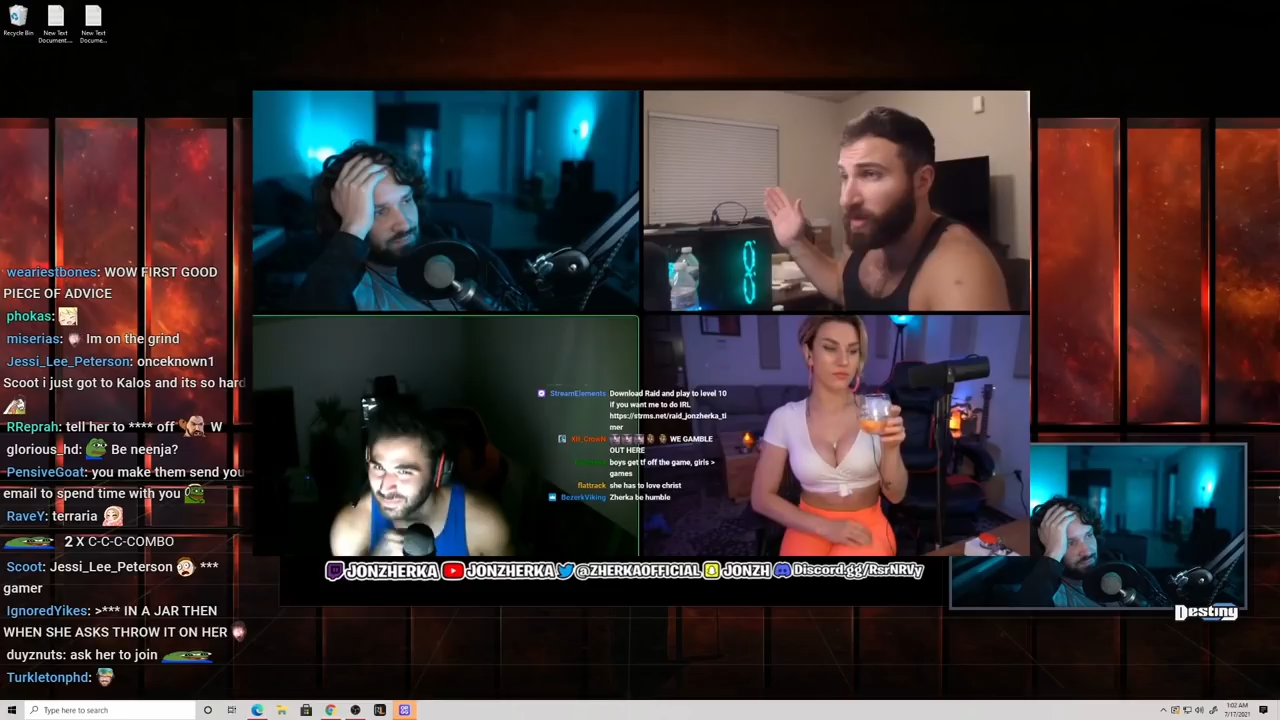 Recycle Bin
New Text
Document....
New Text
Docume...
weariestbones: WOW FIRST GOOD
PIECE OF ADVICE
phokas:
miserias: Im on the grind
Jessi_Lee_Peterson: onceknown1
Scoot i just got to Kalos and its so hard
RReprah: tell her to **** off W
glorious_hd: Be neenja?
PensiveGoat: you make them send you
email to spend time with you
RaveY: terraria
2 X C-C-C-COMBO
Scoot: Jessi_Lee_Peterson ***
gamer
IgnoredYikes: >*** IN A JAR THEN
WHEN SHE ASKS THROW IT ON HER
duyznuts: ask her to join
Turkletonphd:
StreamElements Download Raid and play to level 10
if you want me to do IRL
https://strms.net/raid_jonzherka_ti
mer
WE GAMBLE
OUT HERE
boys get tf off the game, girls >
games
flattrack she has to love christ
BezerkViking Zherka be humble
JONZHERKA JONZHERKA @ZHERKAOFFICIAL JONZH Discord.gg/RsrNRVy
Destiny
Type here to search
1:02 AM
7/17/2021